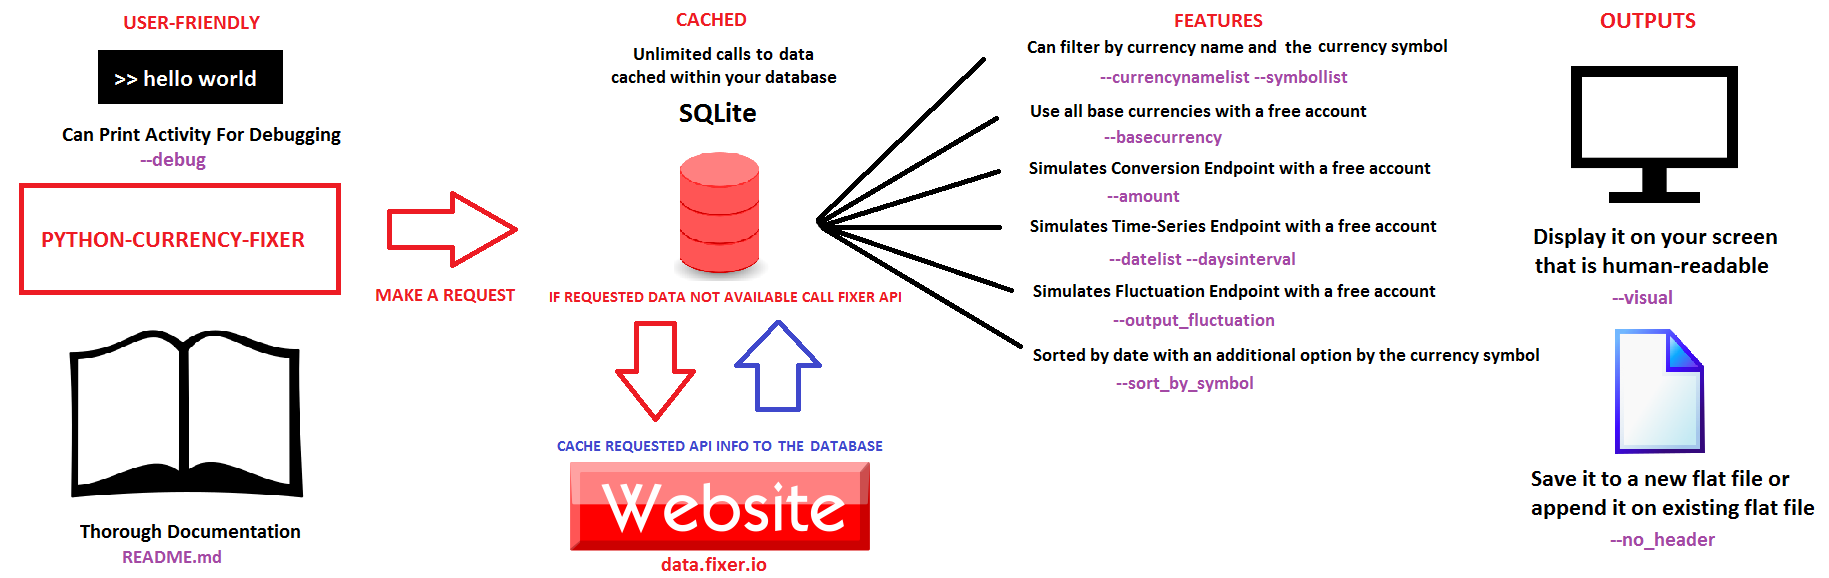 USER-FRIENDLY
>> hello world
Can Print Activity For Debugging
--debug
PYTHON-CURRENCY-FIXER
Thorough Documentation
README.md
MAKE A REQUEST
CACHED
Unlimited calls to data
cached within your database
SQLite
IF REQUESTED DATA NOT AVAILABLE CALL FIXER API
CACHE REQUESTED API INFO TO THE DATABASE
Website
data.fixer.io
FEATURES
Can filter by currency name and the currency symbol
--currencynamelist --symbollist
Use all base currencies with a free account
--basecurrency
Simulates Conversion Endpoint with a free account
--amount
Simulates Time-Series Endpoint with a free account
--datelist --daysinterval
Simulates Fluctuation Endpoint with a free account
--output_fluctuation
Sorted by date with an additional option by the currency symbol
--sort_by_symbol
OUTPUTS
Display it on your screen
that is human-readable
--visual
Save it to a new flat file or
append it on existing flat file
--no_header